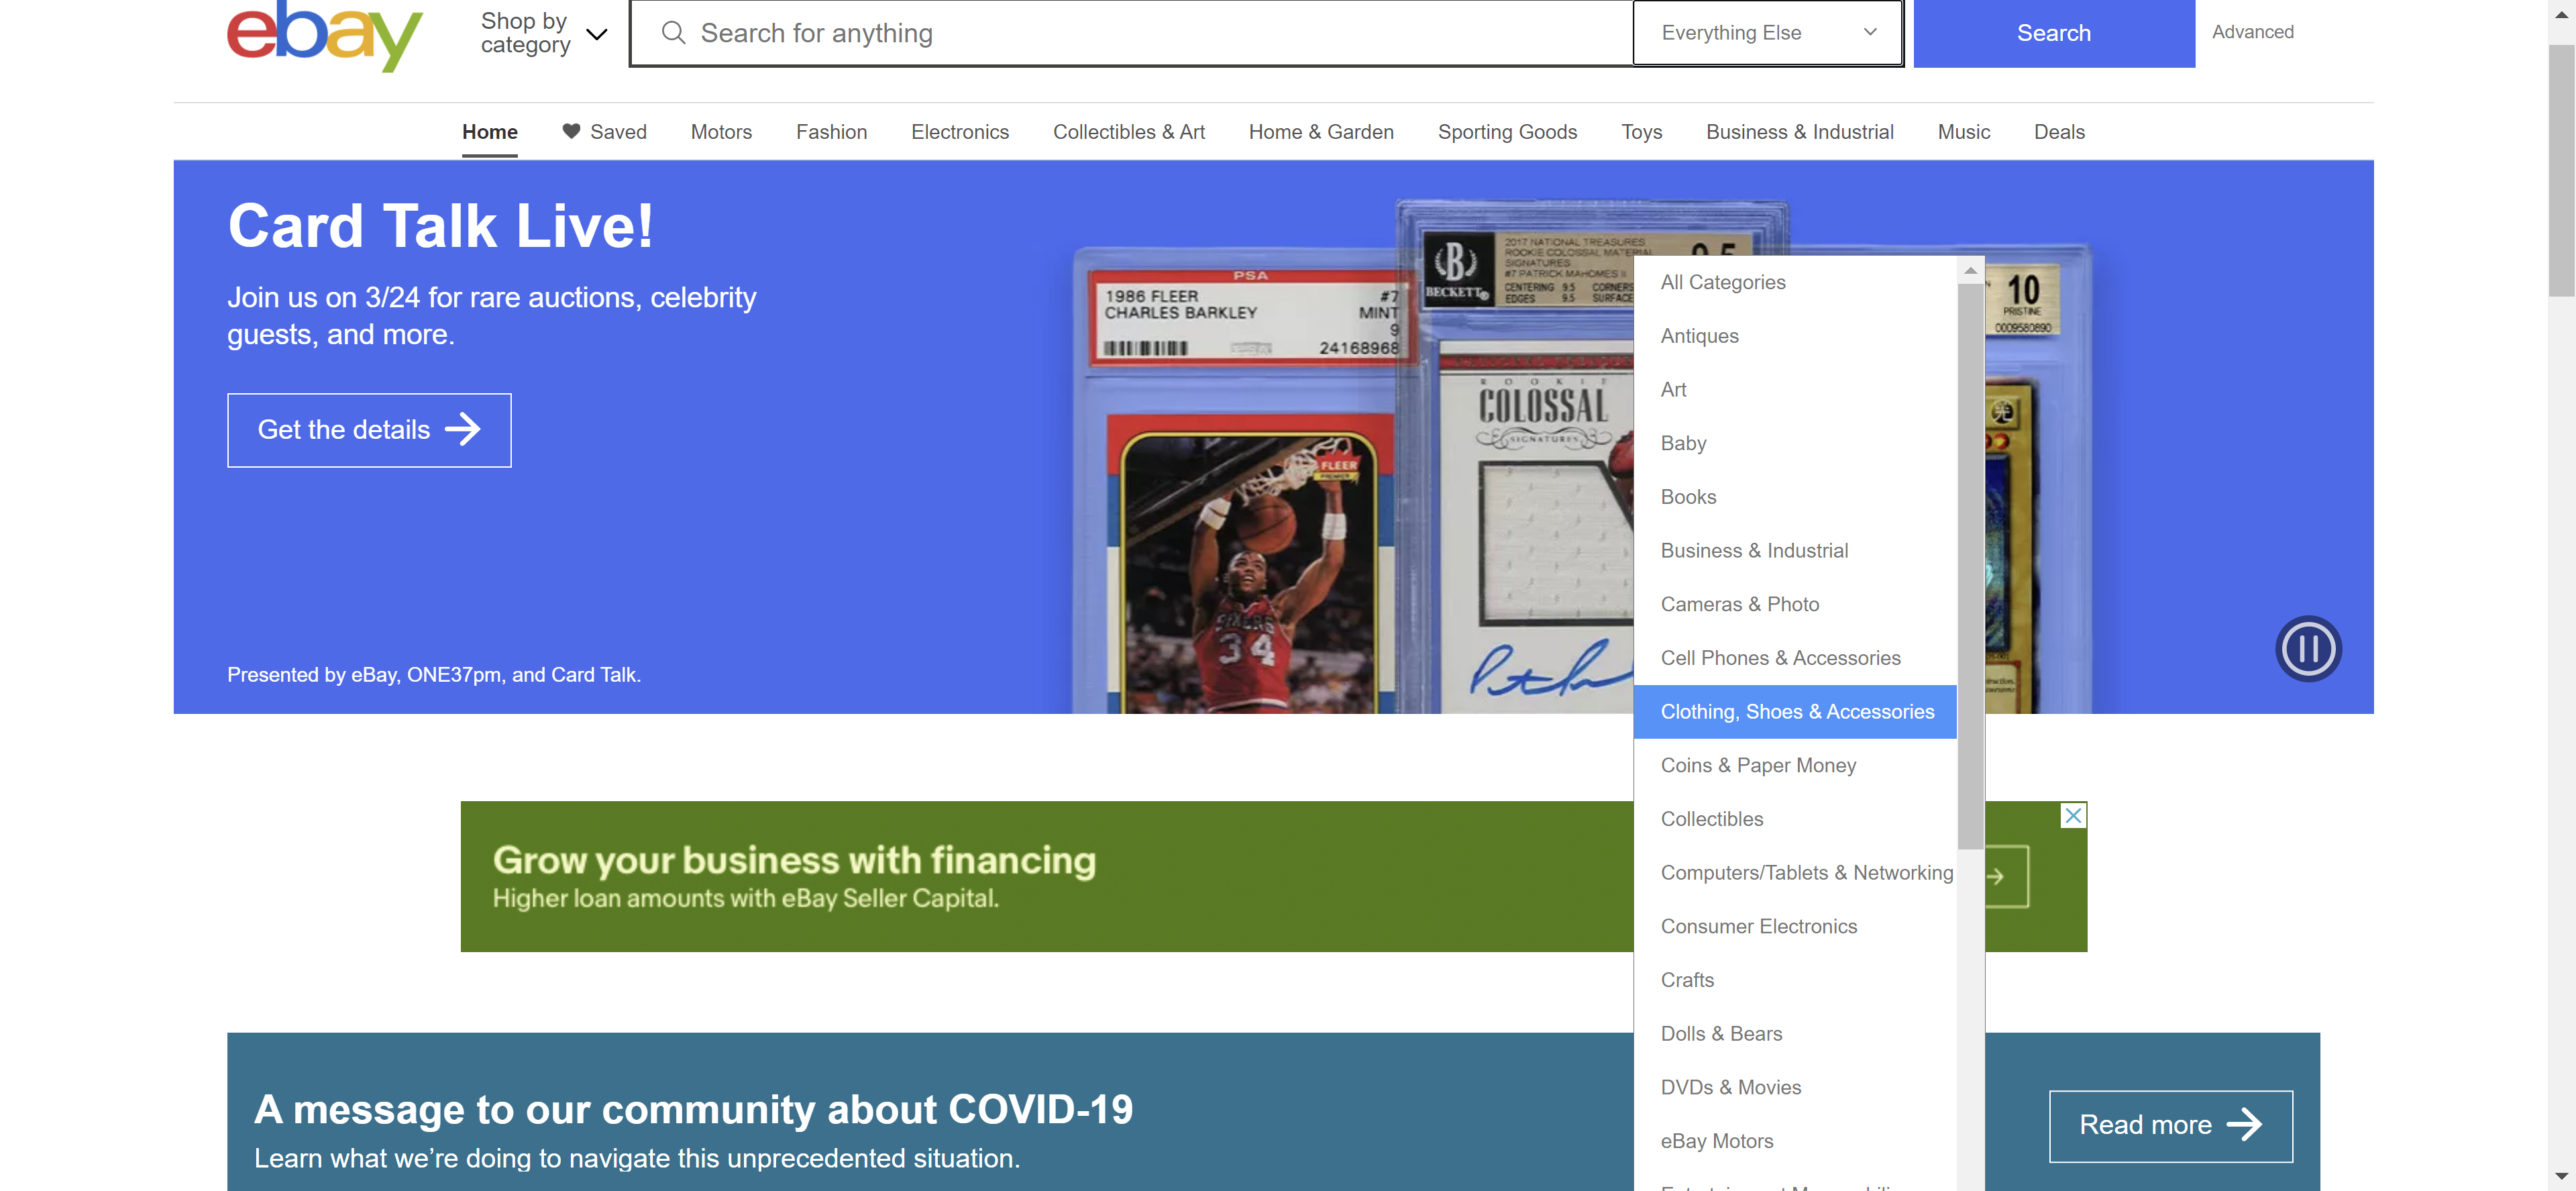 ebay
Shop by
category
Search for anything
Everything Else
Search
Advanced
Home
Saved
Motors
Fashion
Electronics
Collectibles & Art
Home & Garden
Sporting Goods
Toys
Business & Industrial
Music
Deals
Card Talk Live!
Join us on 3/24 for rare auctions, celebrity
guests, and more.
Get the details
Presented by eBay, ONE37pm, and Card Talk.
PSA
1986 FLEER #7
CHARLES BARKLEY MINT
9
24168968
FLEER
PREMIER
34
B
BECKETT
2017 NATIONAL TREASURES
ROOKIE COLOSSAL MATERIAL
SIGNATURES
#7 PATRICK MAHOMES II
CENTERING 9.5 CORNERS
EDGES 9.5 SURFACE
9.5
COLOSSAL
SIGNATURES
10
PRISTINE
0009580890
光
All Categories
Antiques
Art
Baby
Books
Business & Industrial
Cameras & Photo
Cell Phones & Accessories
Clothing, Shoes & Accessories
Coins & Paper Money
Collectibles
Computers/Tablets & Networking
Consumer Electronics
Crafts
Dolls & Bears
DVDs & Movies
eBay Motors
Grow your business with financing
Higher loan amounts with eBay Seller Capital.
A message to our community about COVID-19
Learn what we're doing to navigate this unprecedented situation.
Read more